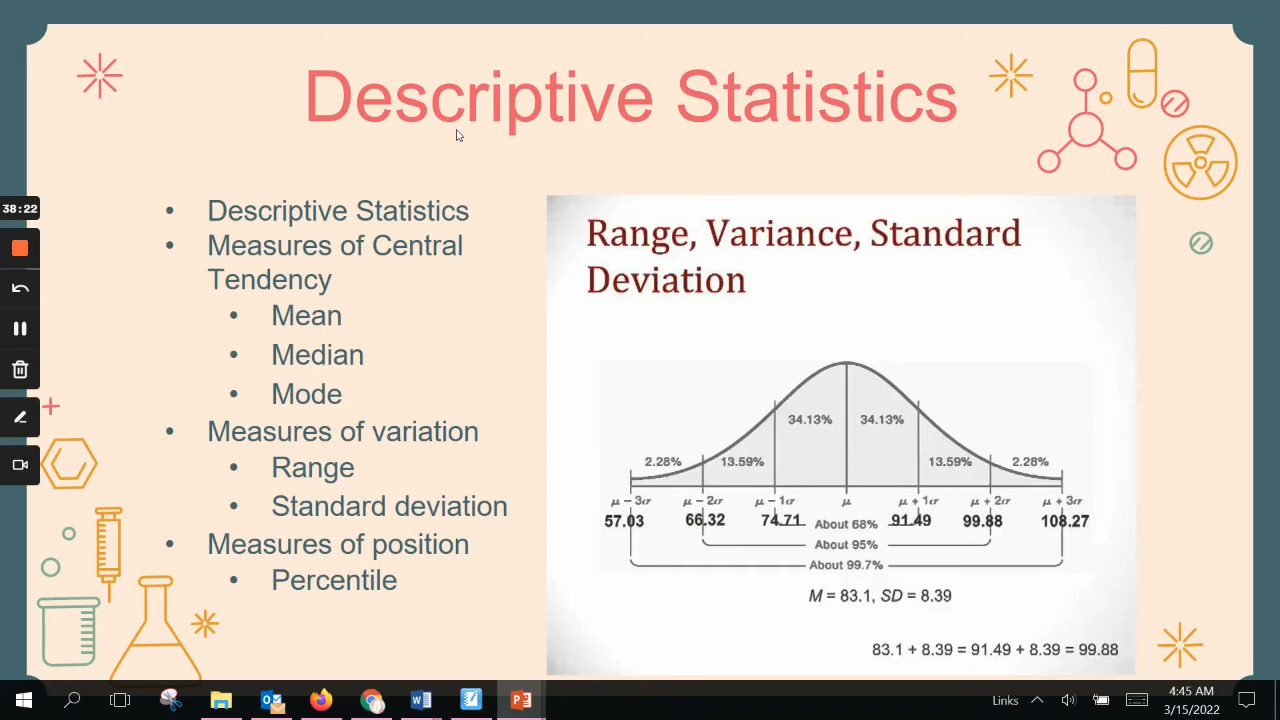 Descriptive Statistics
38:22
• Descriptive Statistics
• Measures of Central
Tendency
• Mean
• Median
• Mode
• Measures of variation
• Range
• Standard deviation
• Measures of position
• Percentile
Range, Variance, Standard
Deviation
34.13% 34.13%
2.28% 13.59% 13.59% 2.28%
μ − 3σ μ − 2σ μ − 1σ μ μ + 1σ μ + 2σ μ + 3σ
57.03 66.32 74.71 About 68% 91.49 99.88 108.27
About 95%
About 99.7%
M = 83.1, SD = 8.39
83.1 + 8.39 = 91.49 + 8.39 = 99.88
Links
4:45 AM
3/15/2022